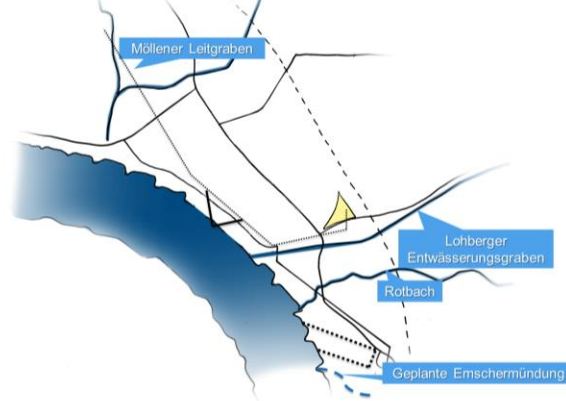 Möllener Leitgraben
Lohberger
Entwässerungsgraben
Rotbach
Geplante Emschermündung